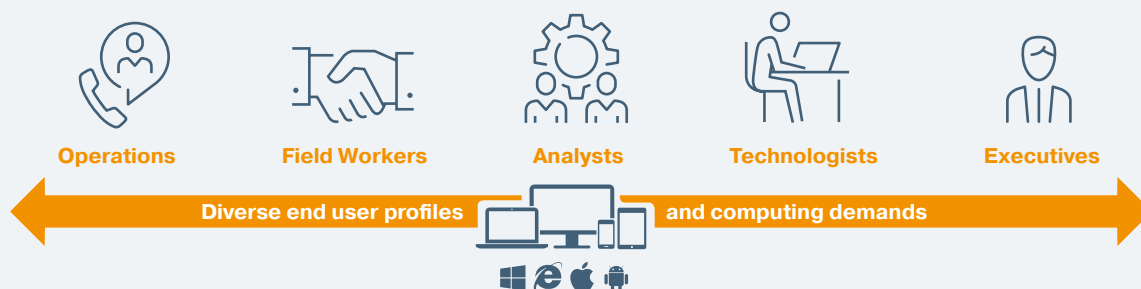 Operations
Field Workers
Analysts
Technologists
Executives
Diverse end user profiles
and computing demands